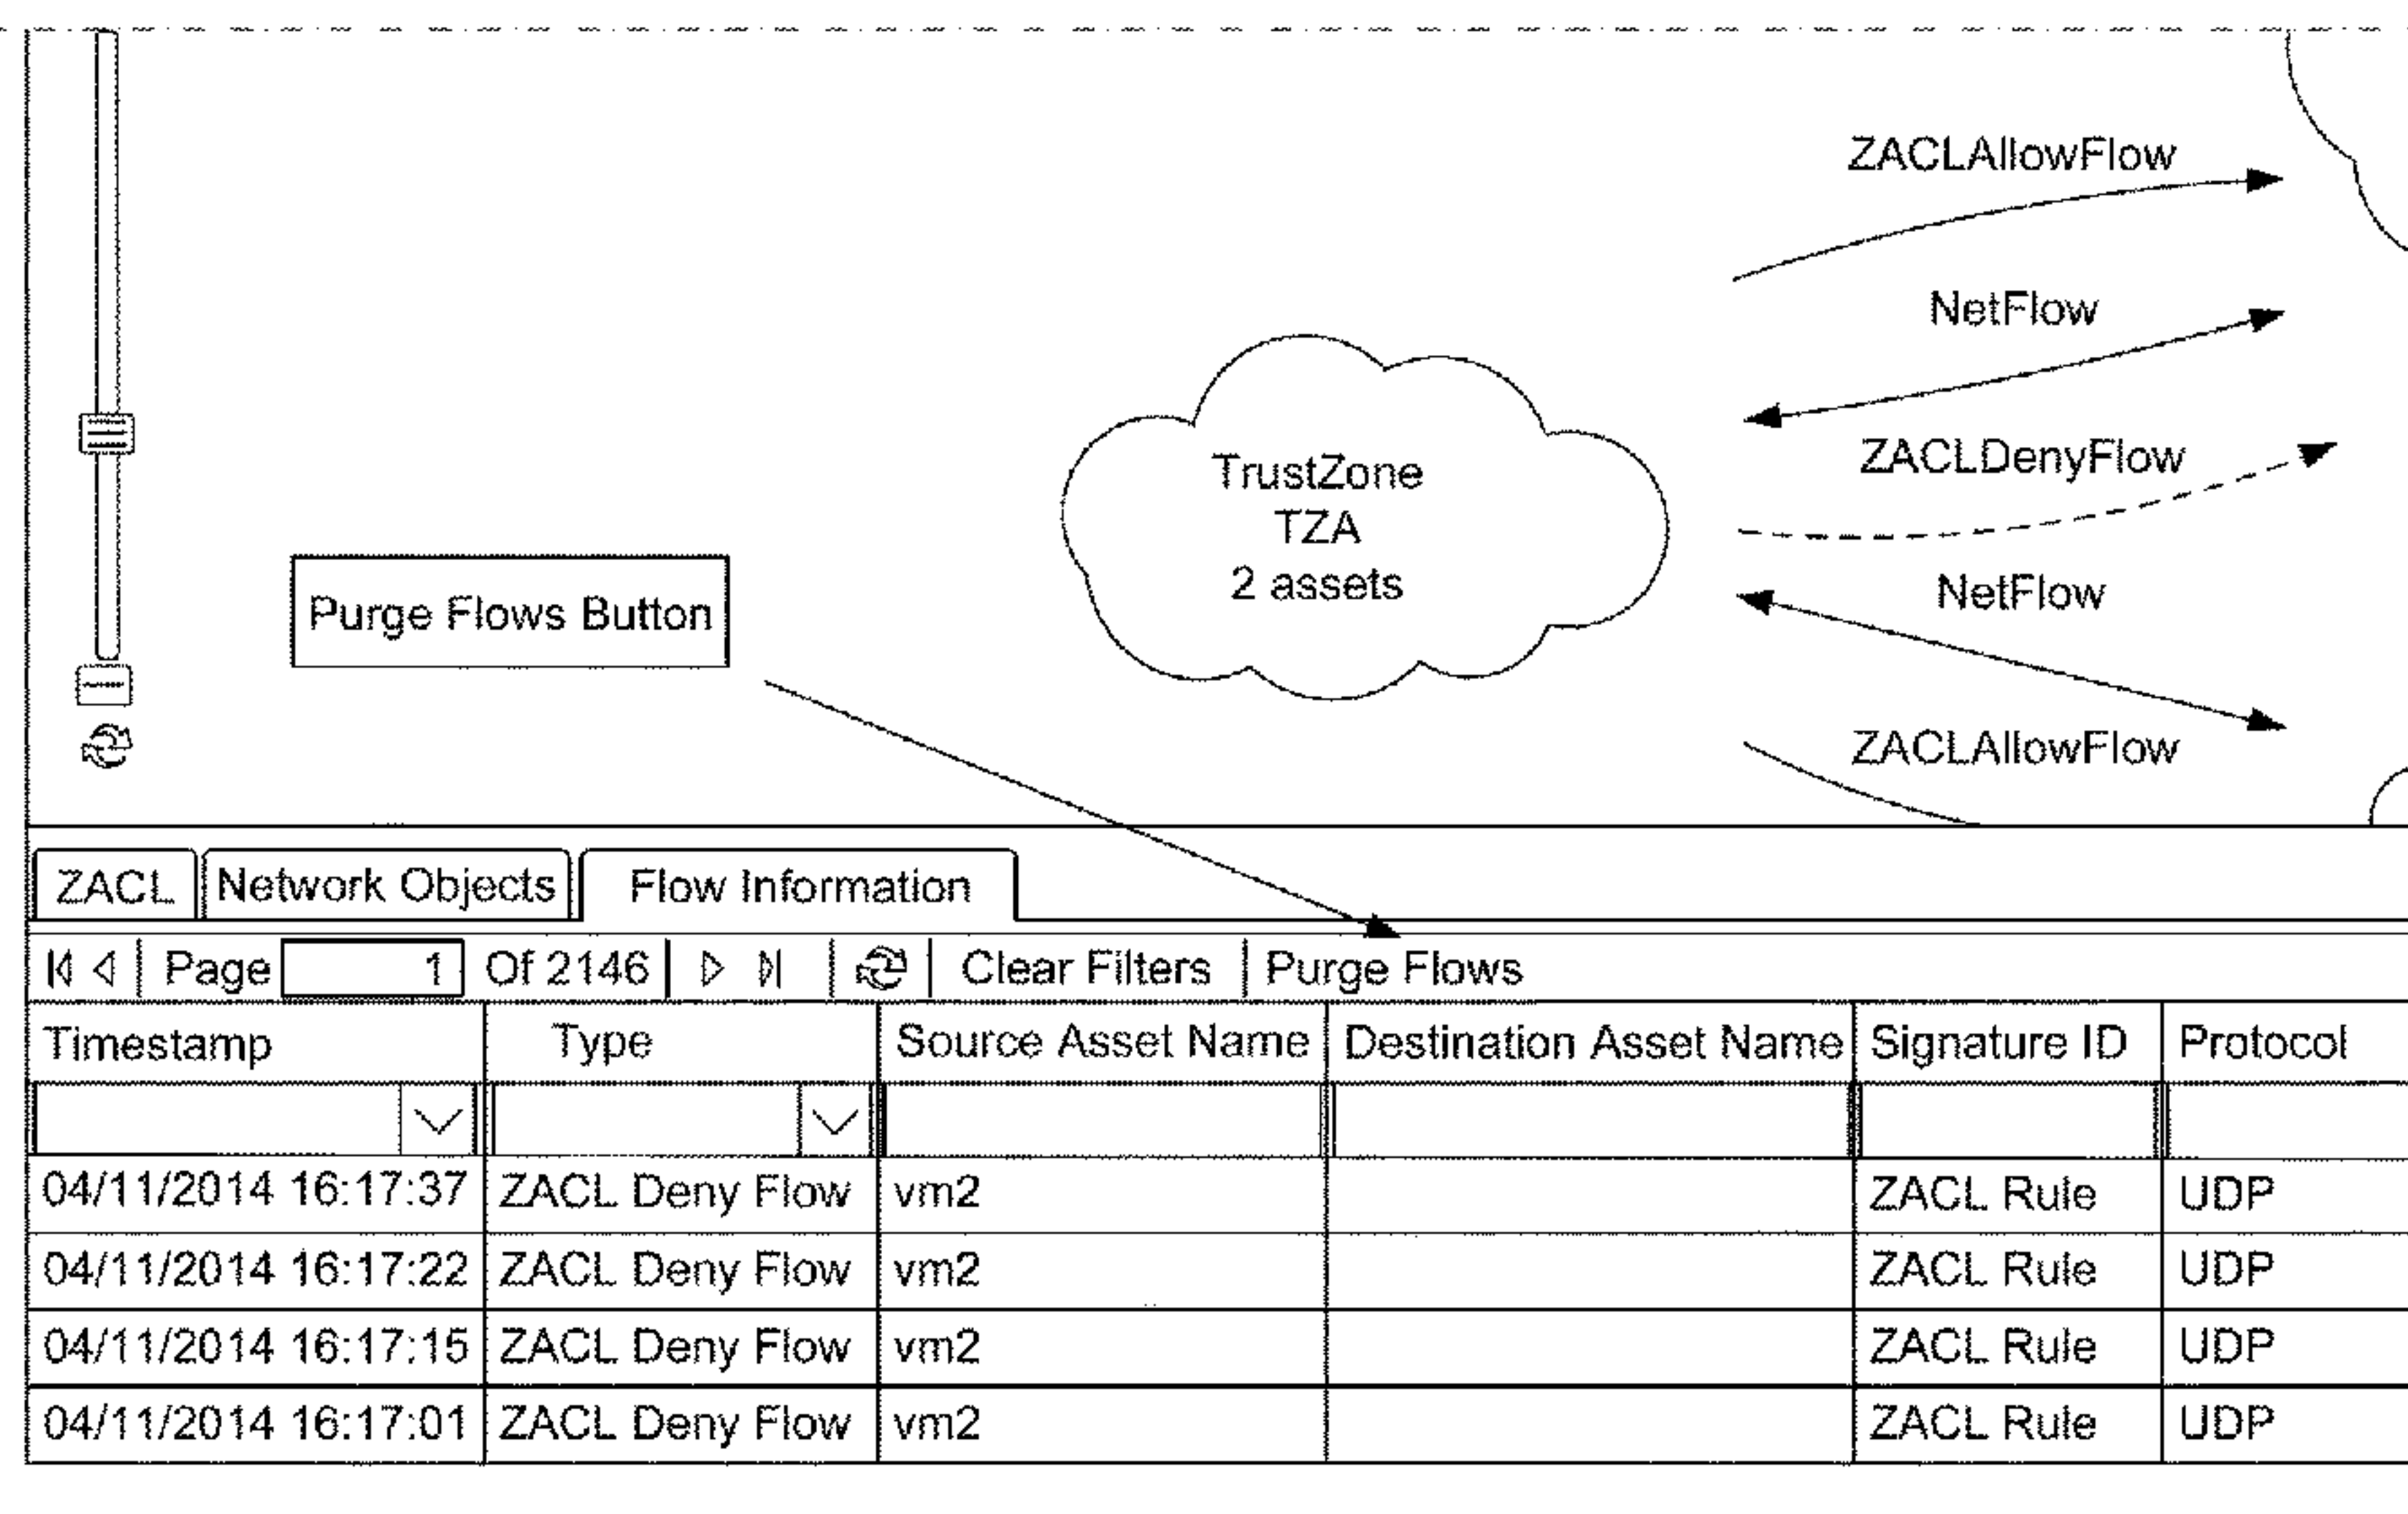 ZACLAllowFlow
NetFlow
ZACLDenyFlow
TrustZone
TZA
2 assets
Purge Flows Button
NetFlow
ZACLAllowFlow
ZACL Network Objects Flow Information
Page 1 Of 2146 Clear Filters Purge Flows
Timestamp Type Source Asset Name Destination Asset Name Signature ID Protocol
04/11/2014 16:17:37 ZACL Deny Flow vm2 ZACL Rule UDP
04/11/2014 16:17:22 ZACL Deny Flow vm2 ZACL Rule UDP
04/11/2014 16:17:15 ZACL Deny Flow vm2 ZACL Rule UDP
04/11/2014 16:17:01 ZACL Deny Flow vm2 ZACL Rule UDP